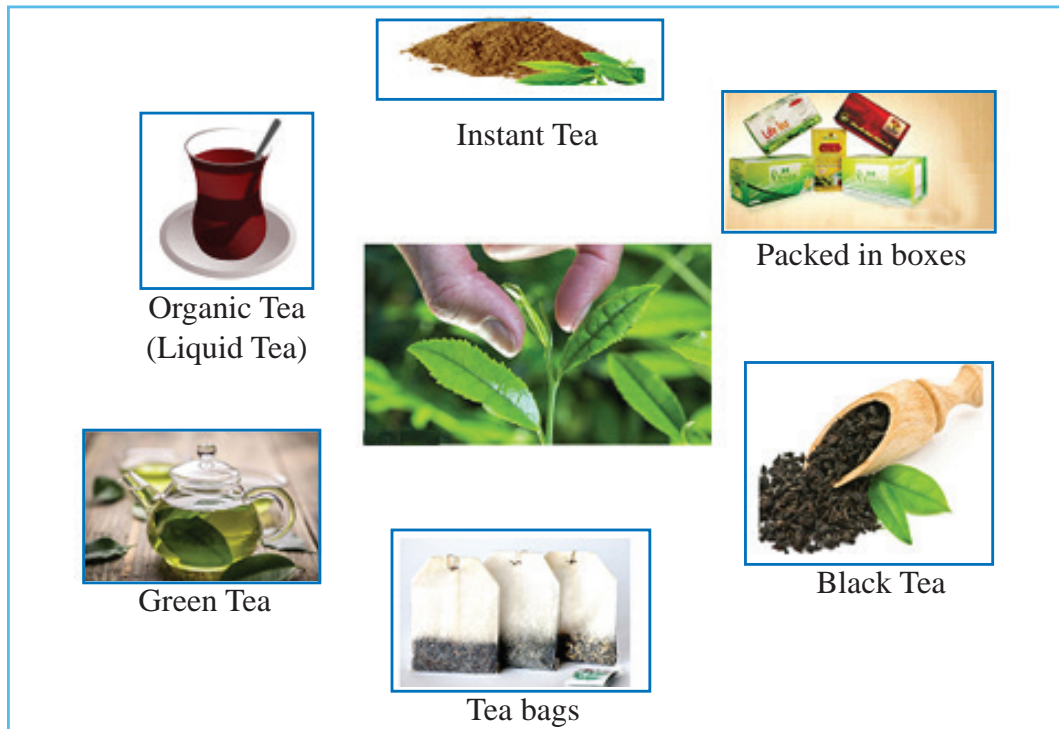 Instant Tea
Packed in boxes
Organic Tea
(Liquid Tea)
Black Tea
Green Tea
Tea bags